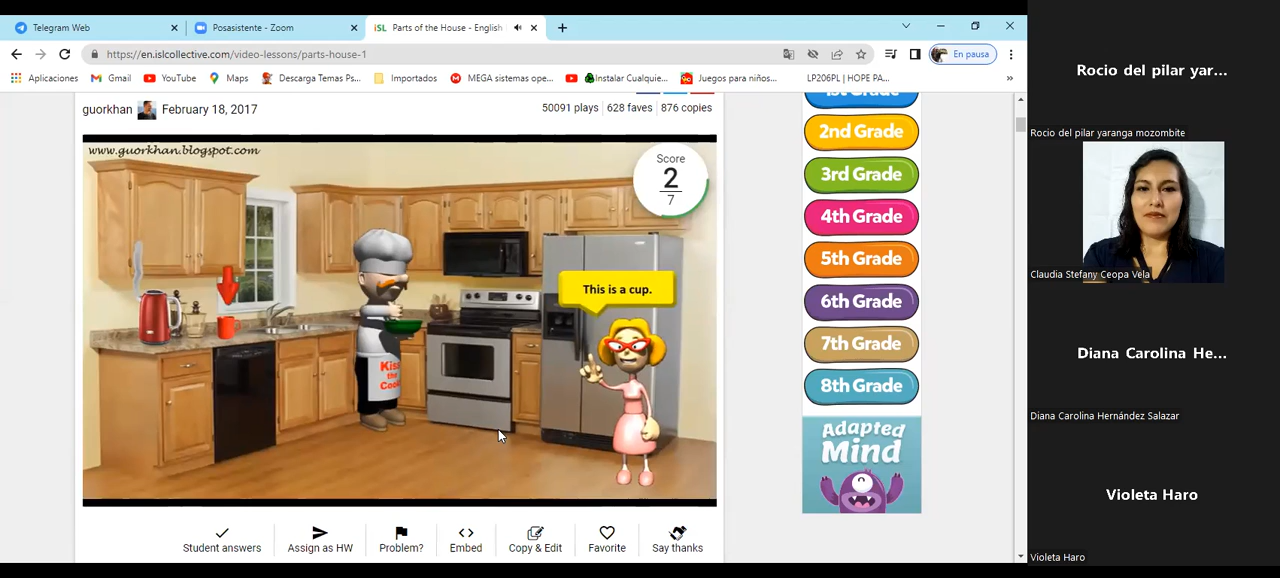 Telegram Web
Posasistente - Zoom
iSL Parts of the House - English
https://en.islcollective.com/video-lessons/parts-house-1
En pausa
Aplicaciones
Gmail
YouTube
Maps
Descarga Temas Ps...
Importados
MEGA sistemas ope...
Instalar Cualquie...
Juegos para niños...
LP206PL | HOPE PA...
guorkhan
February 18, 2017
50091 plays
628 faves
876 copies
www.guorkhan.blogspot.com
Score
2
7
This is a cup.
Kiss
the
Cook
Student answers
Assign as HW
Problem?
Embed
Copy & Edit
Favorite
Say thanks
1st Grade
2nd Grade
3rd Grade
4th Grade
5th Grade
6th Grade
7th Grade
8th Grade
Adapted
Mind
Rocio del pilar yar...
Rocio del pilar yaranga mozombite
Claudia Stefany Ceopa Vela
Diana Carolina He...
Diana Carolina Hernández Salazar
Violeta Haro
Violeta Haro